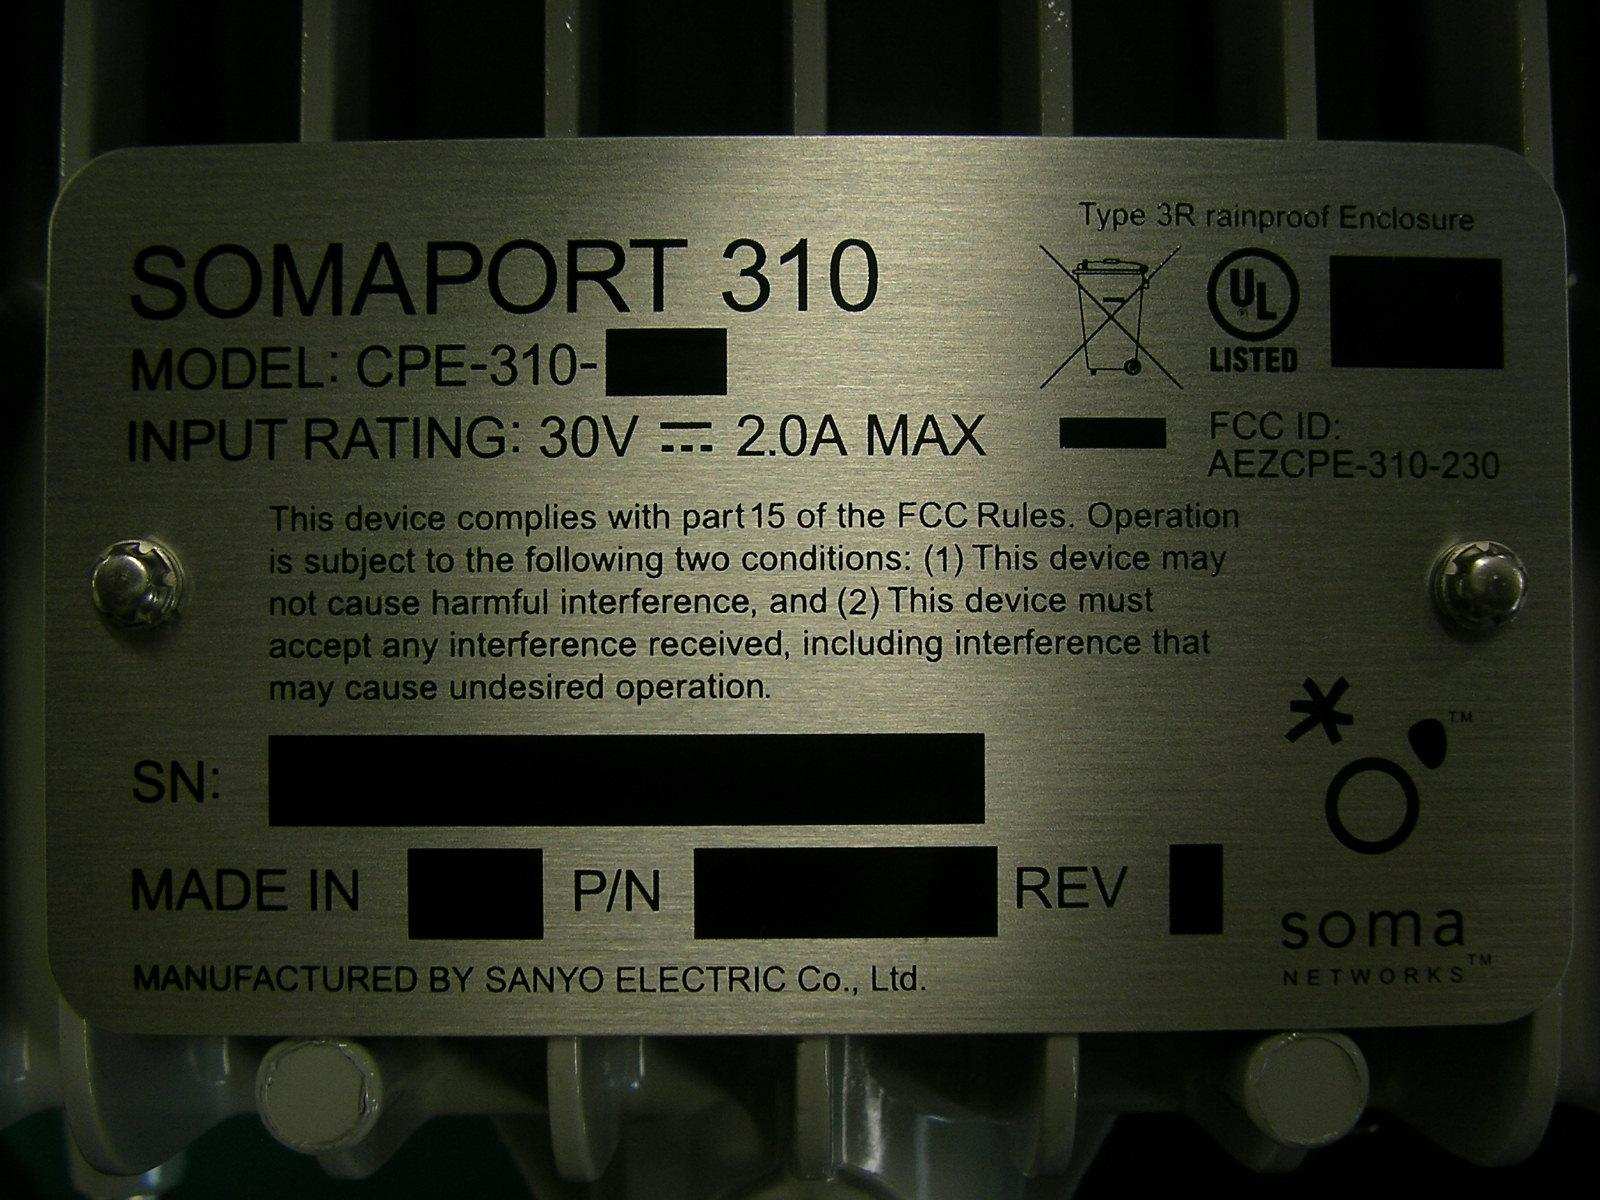 Type 3R rainproof Enclosure
SOMAPORT 310
UL
LISTED
MODEL: CPE-310-
INPUT RATING: 30V ⎓ 2.0A MAX
FCC ID:
AEZCPE-310-230
This device complies with part 15 of the FCC Rules. Operation
is subject to the following two conditions: (1) This device may
not cause harmful interference, and (2) This device must
accept any interference received, including interference that
may cause undesired operation.
TM
SN:
MADE IN P/N REV
soma
NETWORKS™
MANUFACTURED BY SANYO ELECTRIC Co., Ltd.